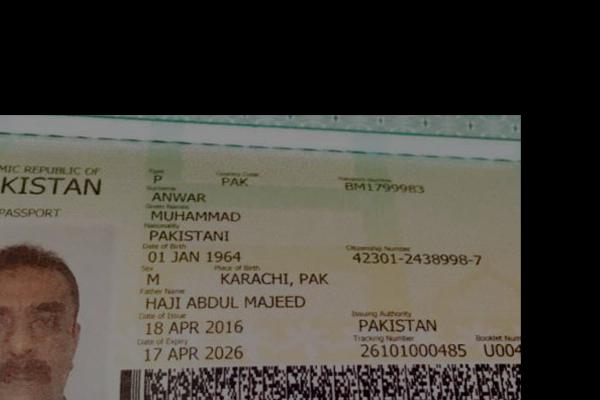 MIC REPUBLIC OF
KISTAN
PASSPORT
Type Country Code Passport Number
P PAK BM1799983
Surname
ANWAR
Given Names
MUHAMMAD
Nationality
PAKISTANI
Date of Birth Citizenship Number
01 JAN 1964 42301-2438998-7
Sex Place of Birth
M KARACHI, PAK
Father Name
HAJI ABDUL MAJEED
Date of Issue Issuing Authority
18 APR 2016 PAKISTAN
Date of Expiry Tracking Number Booklet Num
17 APR 2026 26101000485 U004